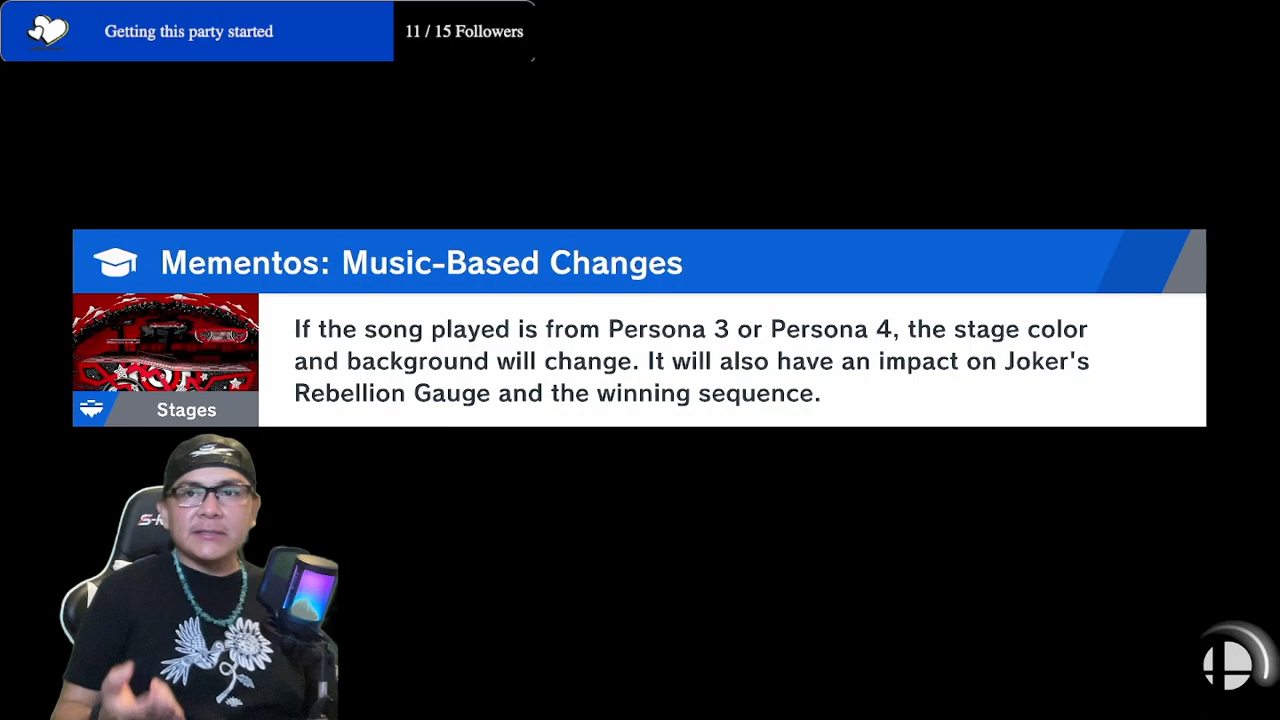 Getting this party started
11 / 15 Followers
Mementos: Music-Based Changes
If the song played is from Persona 3 or Persona 4, the stage color
and background will change. It will also have an impact on Joker's
Rebellion Gauge and the winning sequence.
Stages